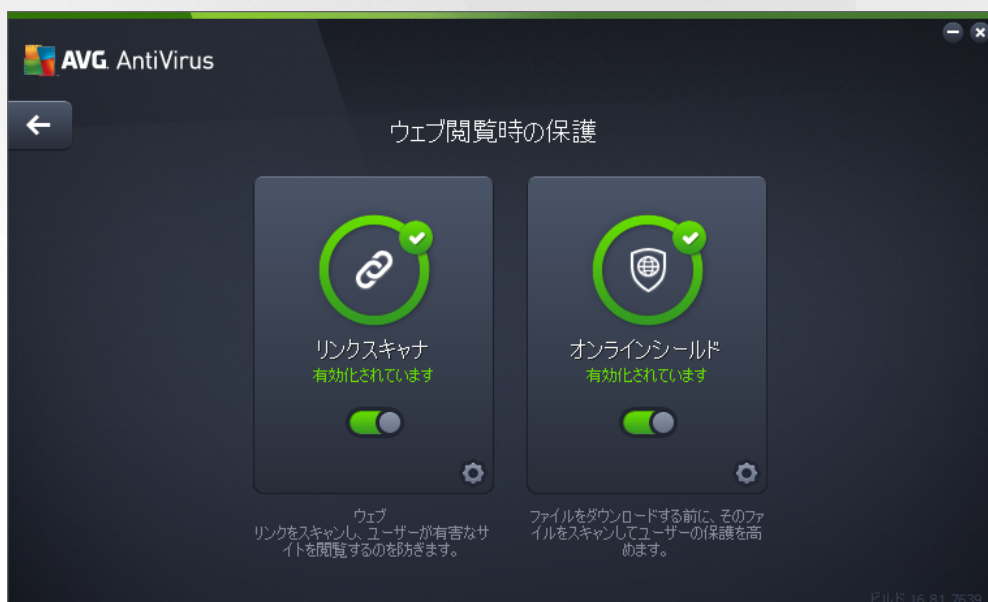 AVG. AntiVirus
ウェブ閲覧時の保護
リンクスキャナ
有効化されています
ウェブ
リンクをスキャンし、ユーザーが有害なサ
イトを閲覧するのを防ぎます。
オンラインシールド
有効化されています
ファイルをダウンロードする前に、そのファ
イルをスキャンしてユーザーの保護を高
めます。
ビルド 16.81.7639